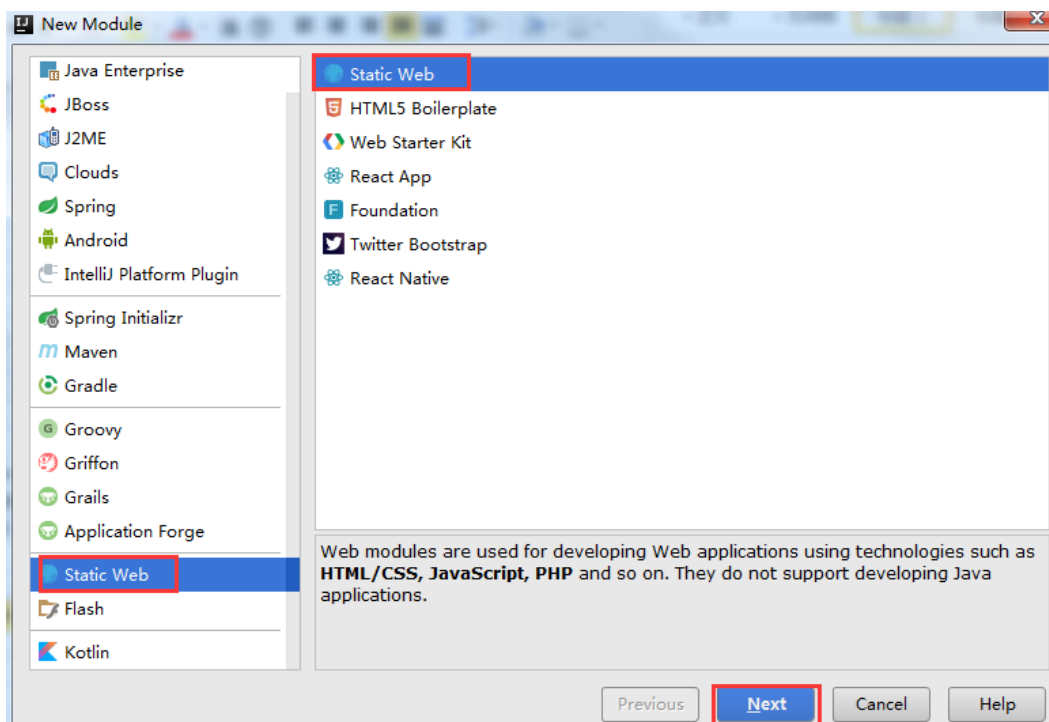 New Module
Java Enterprise
JBoss
J2ME
Clouds
Spring
Android
IntelliJ Platform Plugin
Spring Initializr
Maven
Gradle
Groovy
Griffon
Grails
Application Forge
Static Web
Flash
Kotlin
Static Web
HTML5 Boilerplate
Web Starter Kit
React App
Foundation
Twitter Bootstrap
React Native
Web modules are used for developing Web applications using technologies such as
HTML/CSS, JavaScript, PHP and so on. They do not support developing Java
applications.
Previous
Next
Cancel
Help